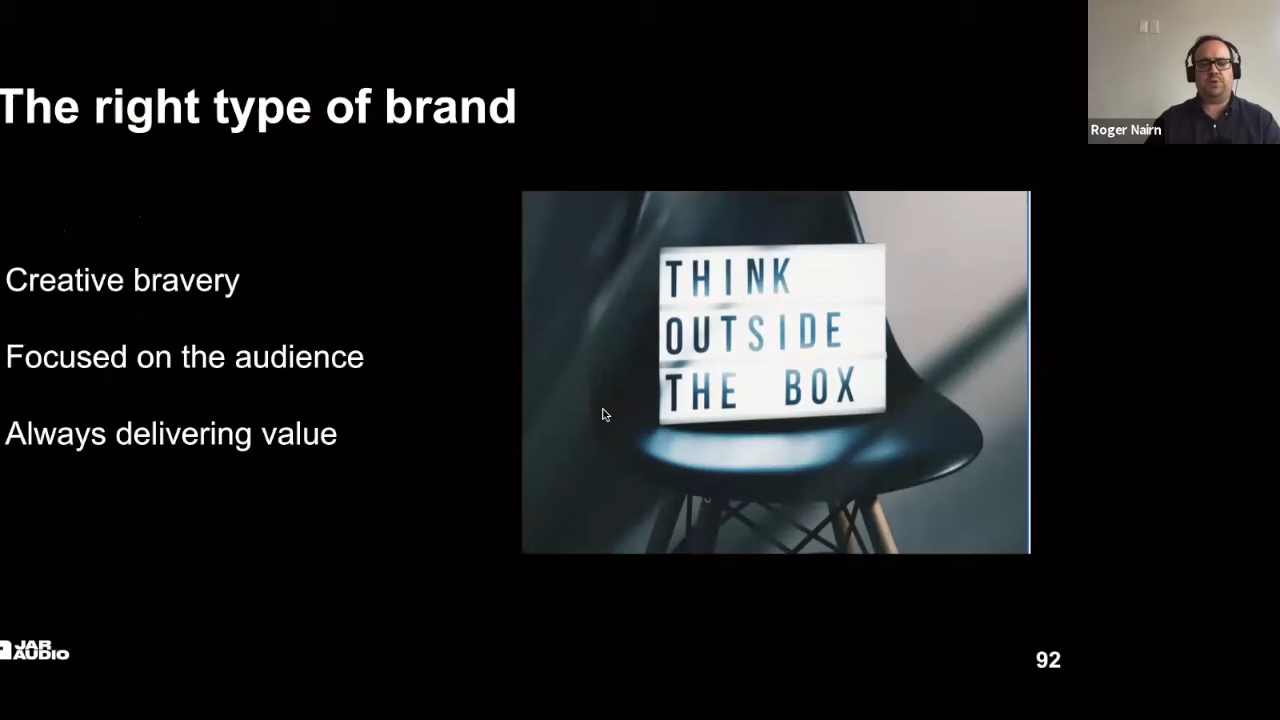 The right type of brand
Roger Nairn
Creative bravery
Focused on the audience
Always delivering value
THINK
OUTSIDE
THE BOX
JAR
AUDIO
92